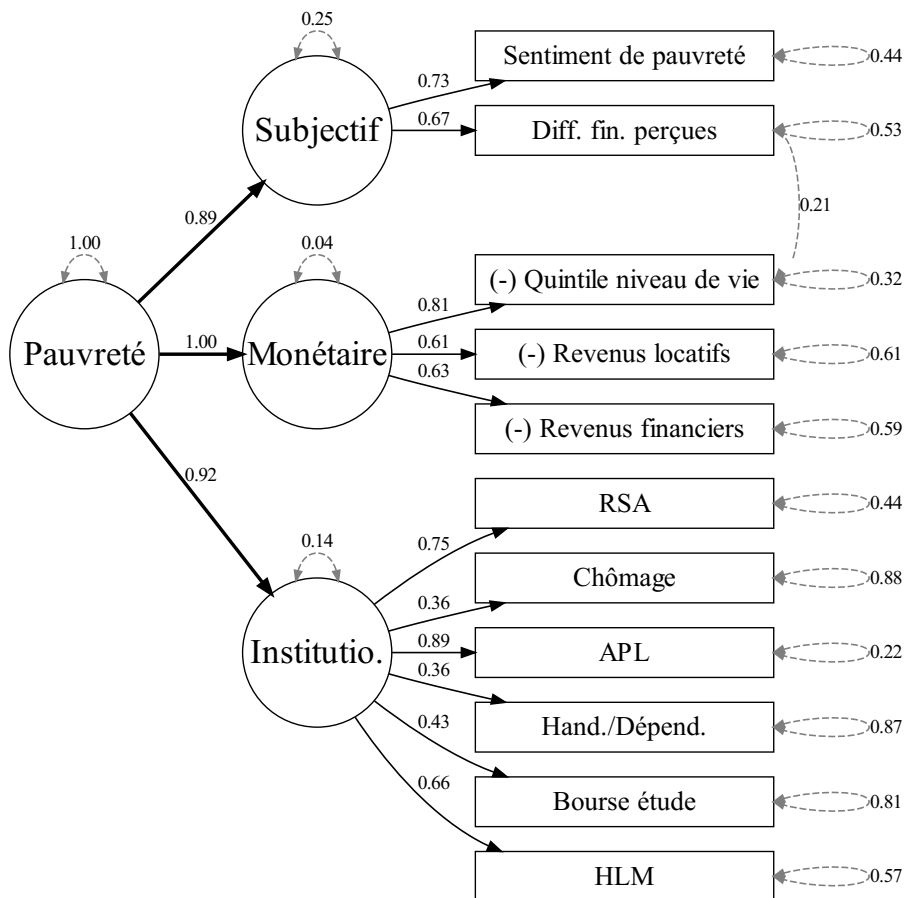 0.25
Sentiment de pauvreté
0.44
0.73
Subjectif
0.67
Diff. fin. perçues
0.53
0.89
0.21
1.00
0.04
(-) Quintile niveau de vie
0.32
0.81
Pauvreté
1.00
Monétaire
0.61
(-) Revenus locatifs
0.61
0.63
(-) Revenus financiers
0.59
0.92
RSA
0.44
0.14
0.75
Chômage
0.88
0.36
Institutio.
0.89
APL
0.22
0.36
Hand./Dépend.
0.87
0.43
Bourse étude
0.81
0.66
HLM
0.57